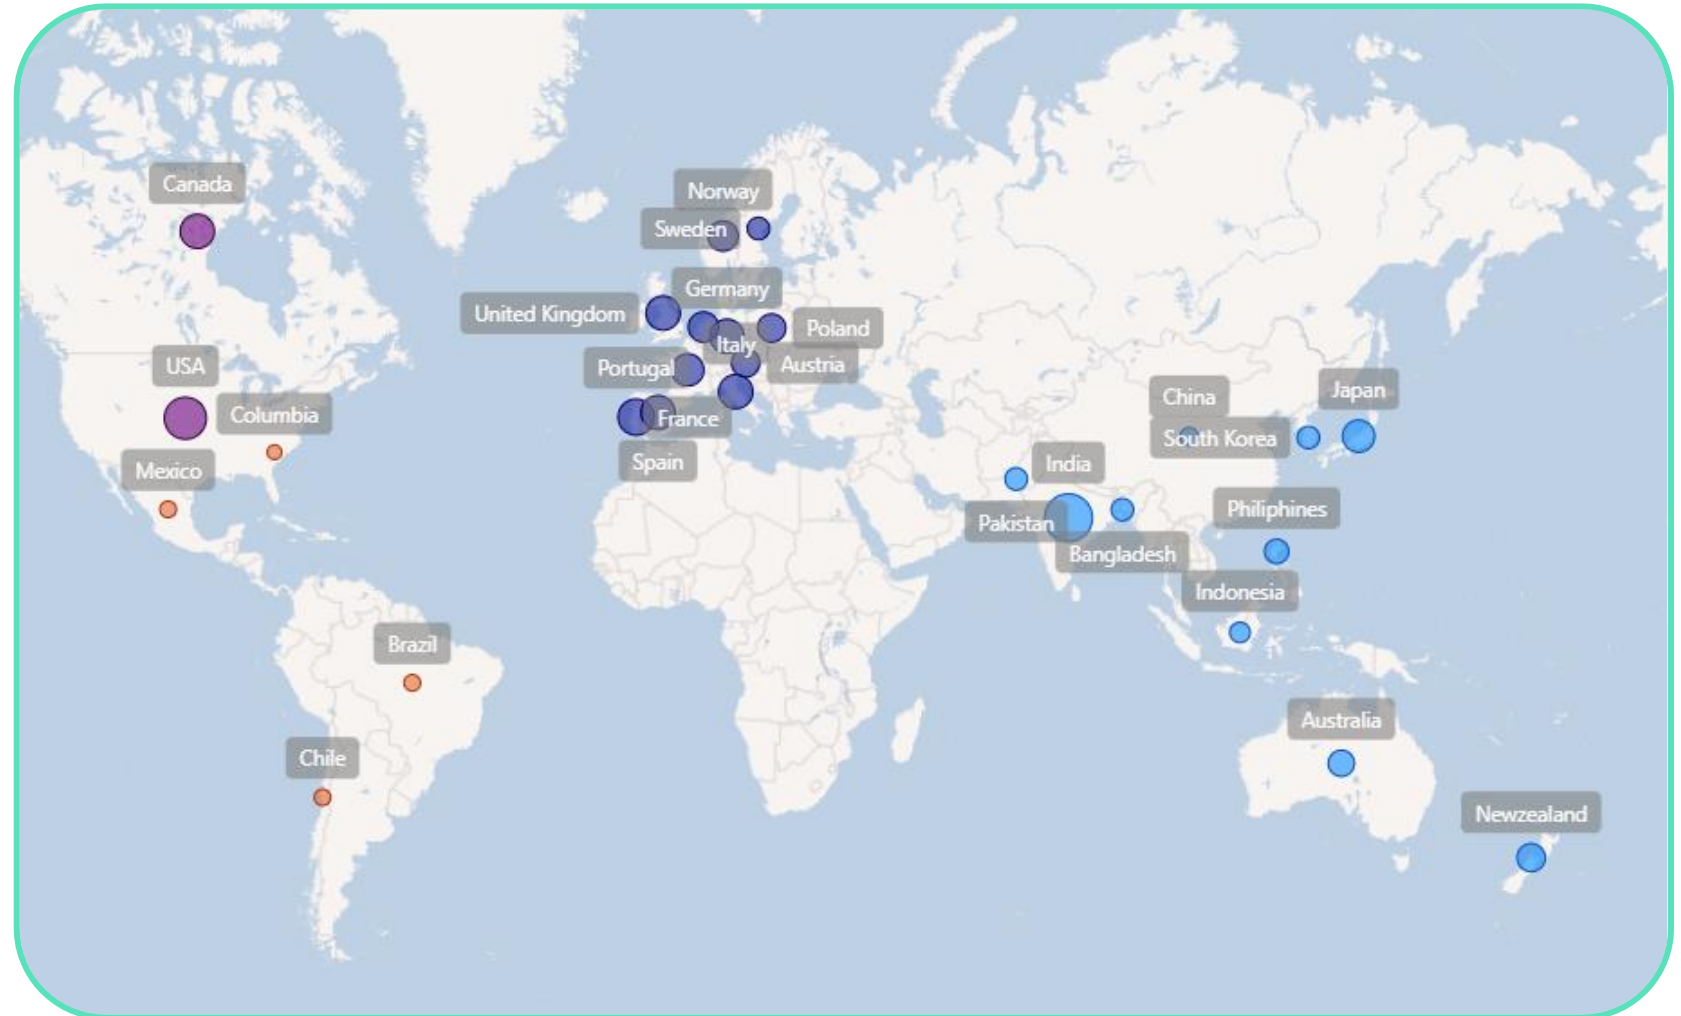 Canada
Norway
Sweden
Germany
United Kingdom
Poland
Italy
USA
Portugal
Austria
China
Japan
Columbia
France
South Korea
Mexico
Spain
India
Pakistan
Philiphines
Bangladesh
Indonesia
Brazil
Australia
Chile
Newzealand